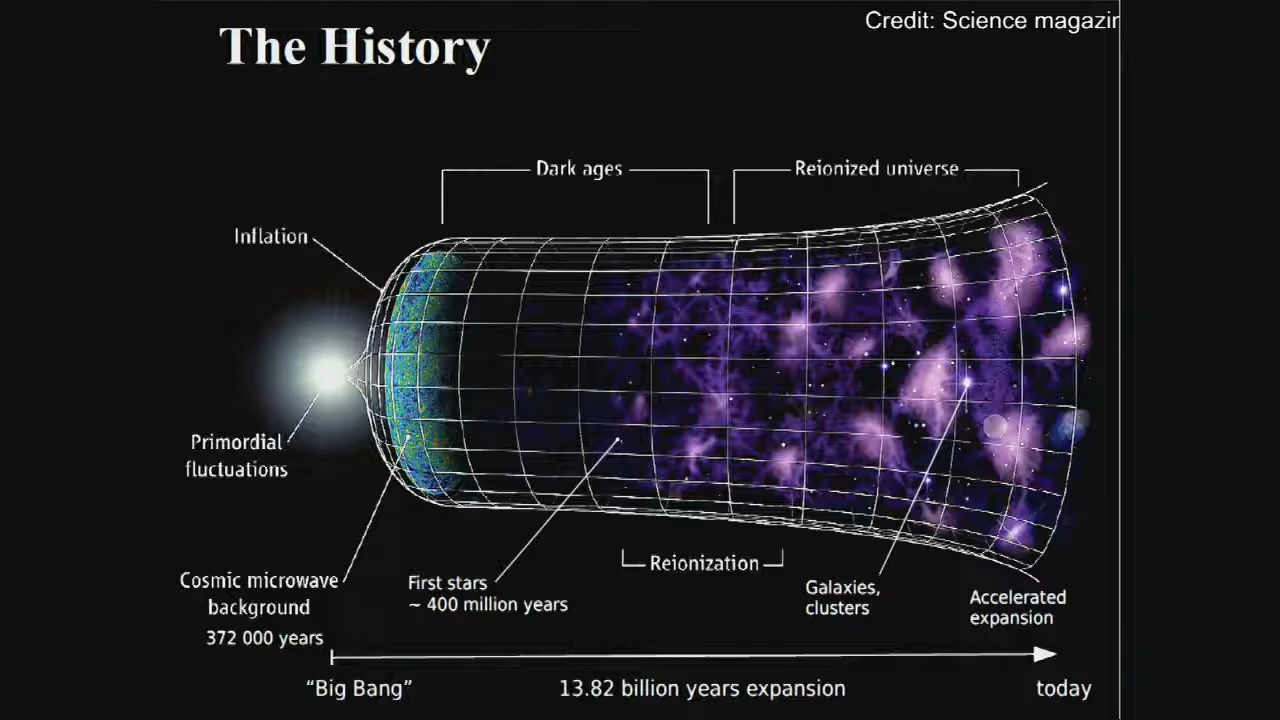 Credit: Science magazin
The History
Dark ages
Reionized universe
Inflation
Primordial
fluctuations
Cosmic microwave
background
372 000 years
First stars
~ 400 million years
Reionization
Galaxies,
clusters
Accelerated
expansion
“Big Bang”
13.82 billion years expansion
today